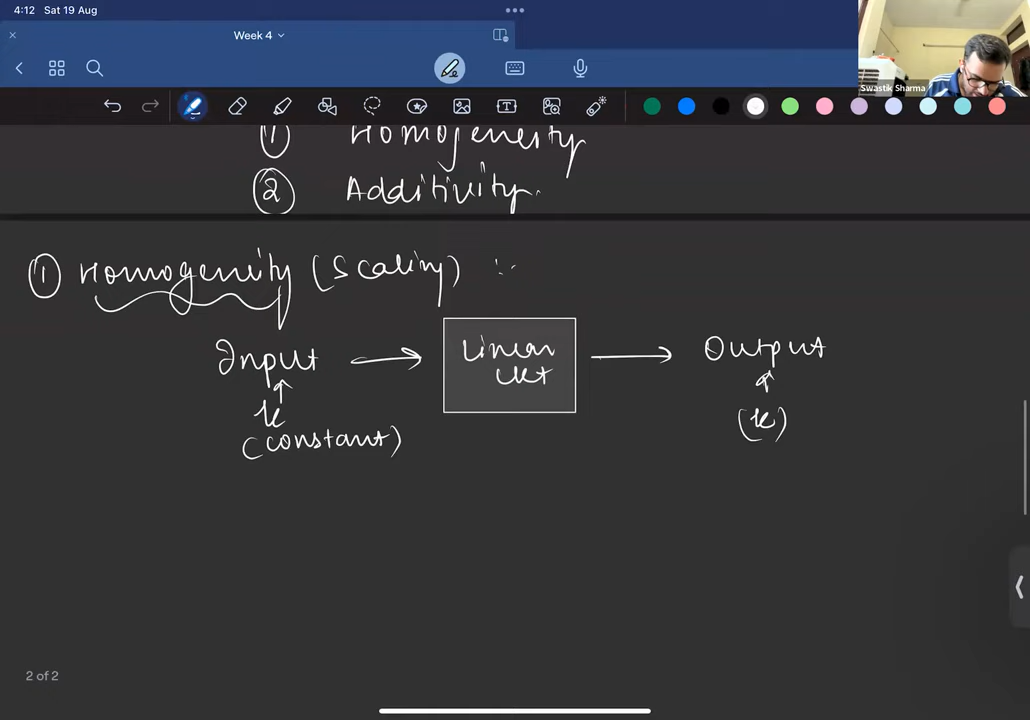 4:12 Sat 19 Aug
Week 4
Swastik Sharma
① Homogeneity
② Additivity.
① Homogenity (Scaling) :-
Input → Linear ckt → Output
k
(k)
(constant)
2 of 2